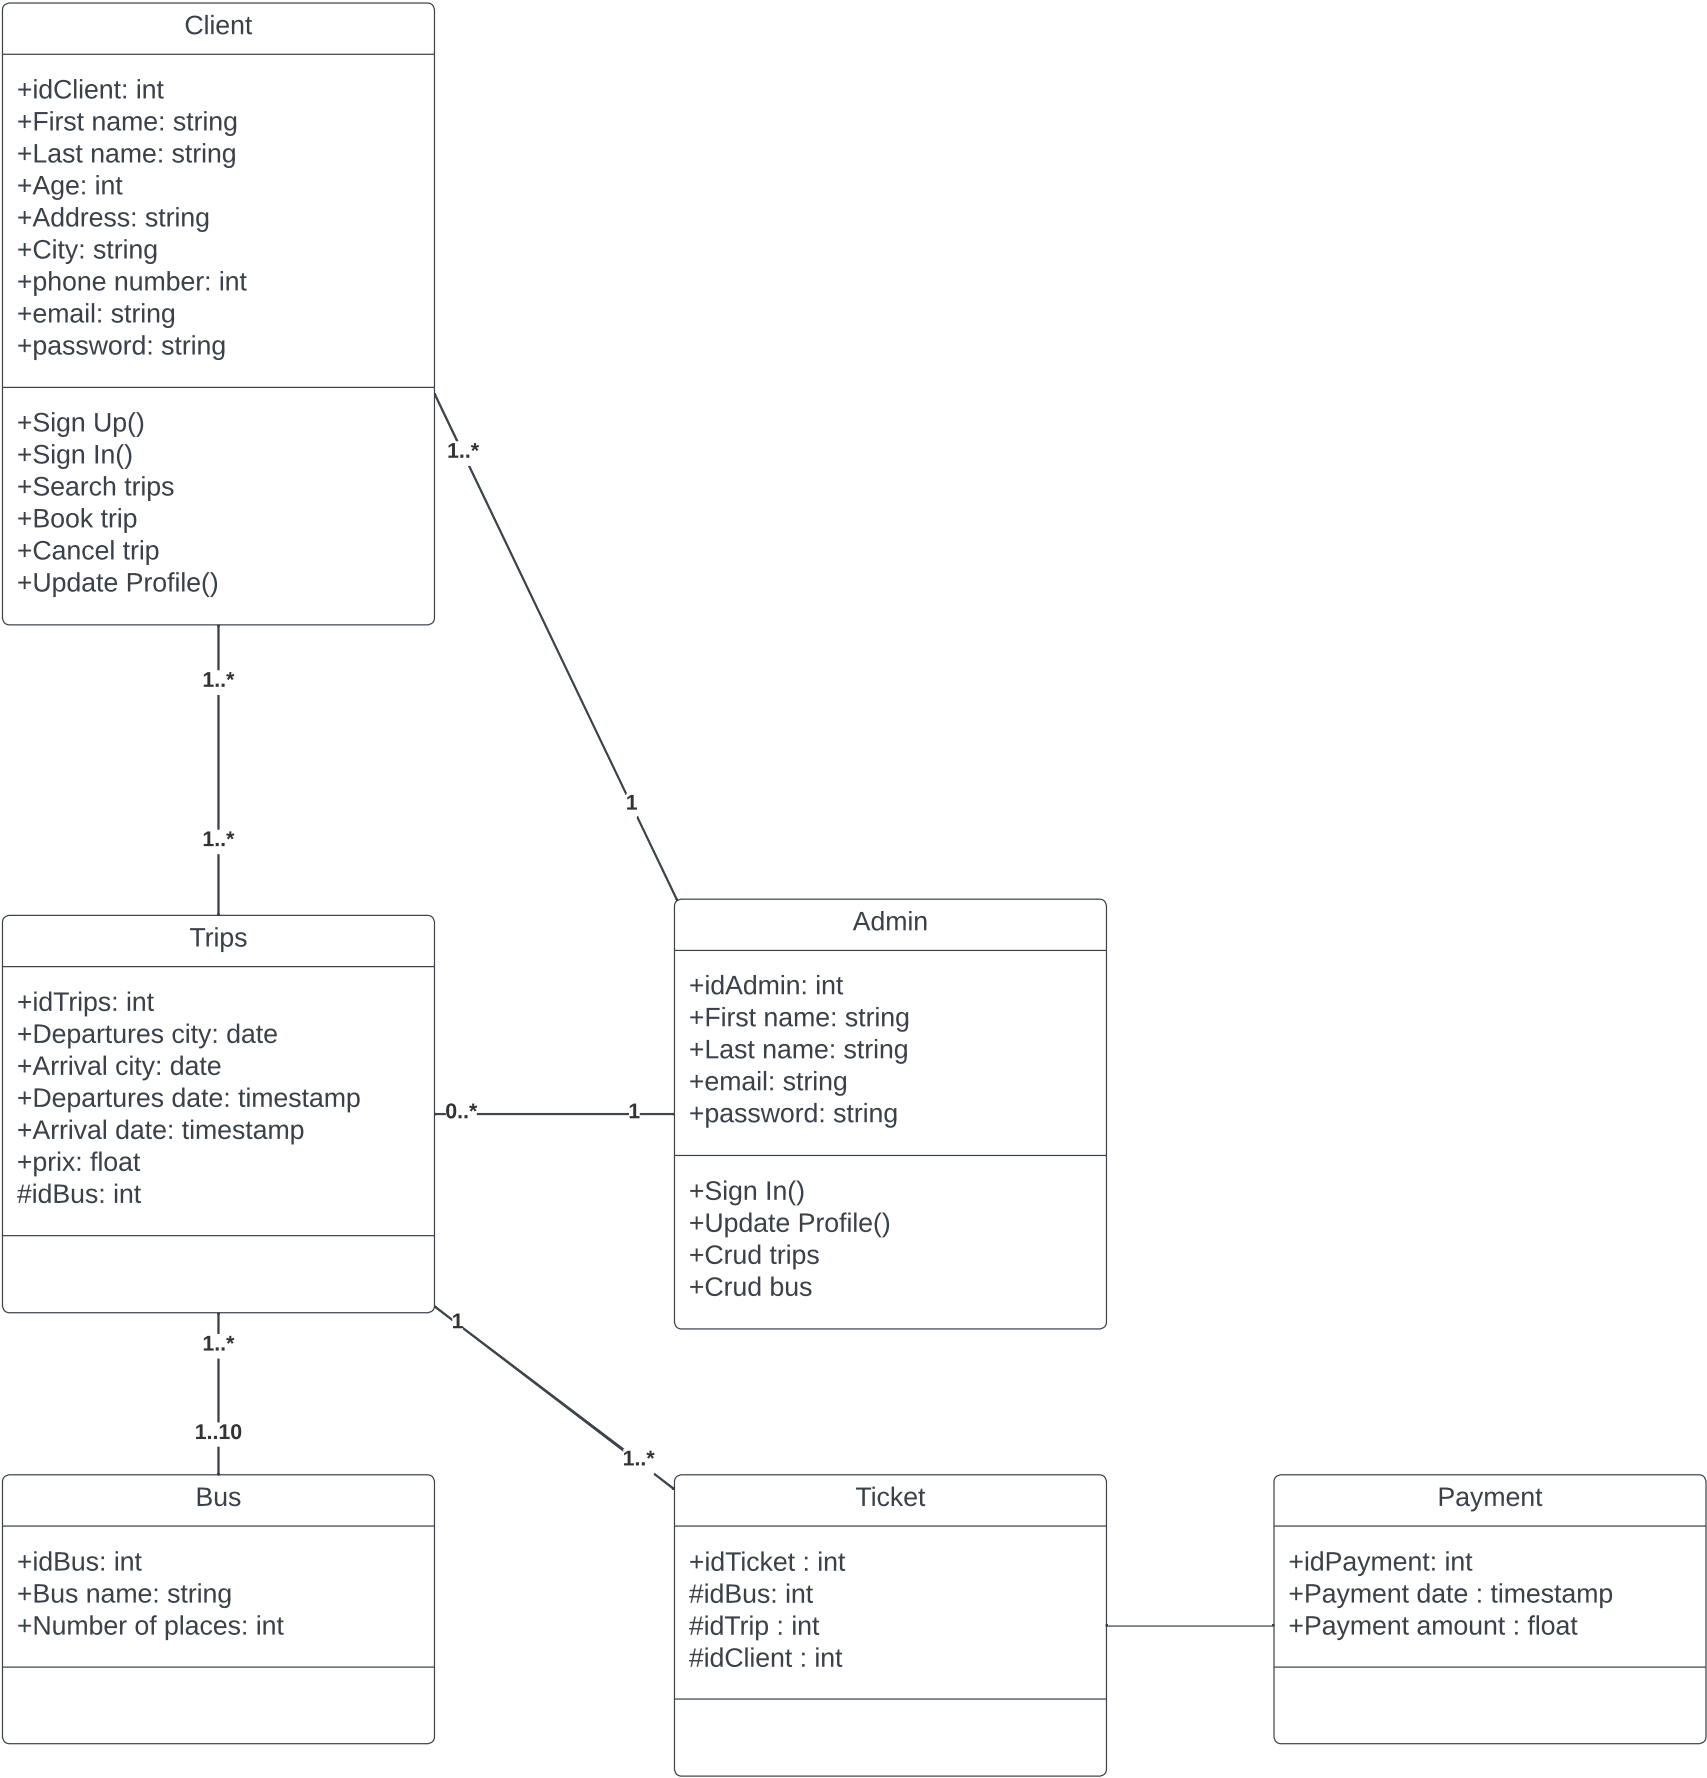 Client
+idClient: int
+First name: string
+Last name: string
+Age: int
+Address: string
+City: string
+phone number: int
+email: string
+password: string
+Sign Up()
+Sign In()
+Search trips
+Book trip
+Cancel trip
+Update Profile()
1..*
1
1..*
1..*
Trips
+idTrips: int
+Departures city: date
+Arrival city: date
+Departures date: timestamp
+Arrival date: timestamp
+prix: float
#idBus: int
0..*
1
Admin
+idAdmin: int
+First name: string
+Last name: string
+email: string
+password: string
+Sign In()
+Update Profile()
+Crud trips
+Crud bus
1..*
1..10
1
1..*
Bus
+idBus: int
+Bus name: string
+Number of places: int
Ticket
+idTicket : int
#idBus: int
#idTrip : int
#idClient : int
Payment
+idPayment: int
+Payment date : timestamp
+Payment amount : float